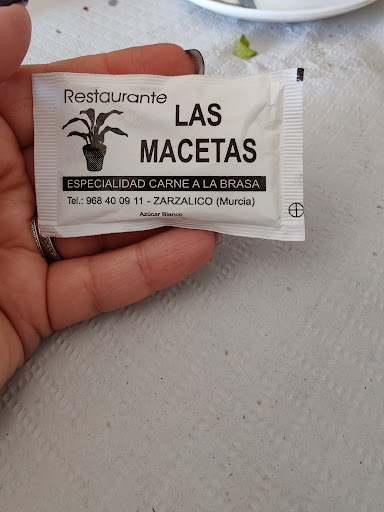 Restaurante
LAS
MACETAS
ESPECIALIDAD CARNE A LA BRASA
Tel.: 968 40 09 11 - ZARZALICO (Murcia)
Azúcar Blanco